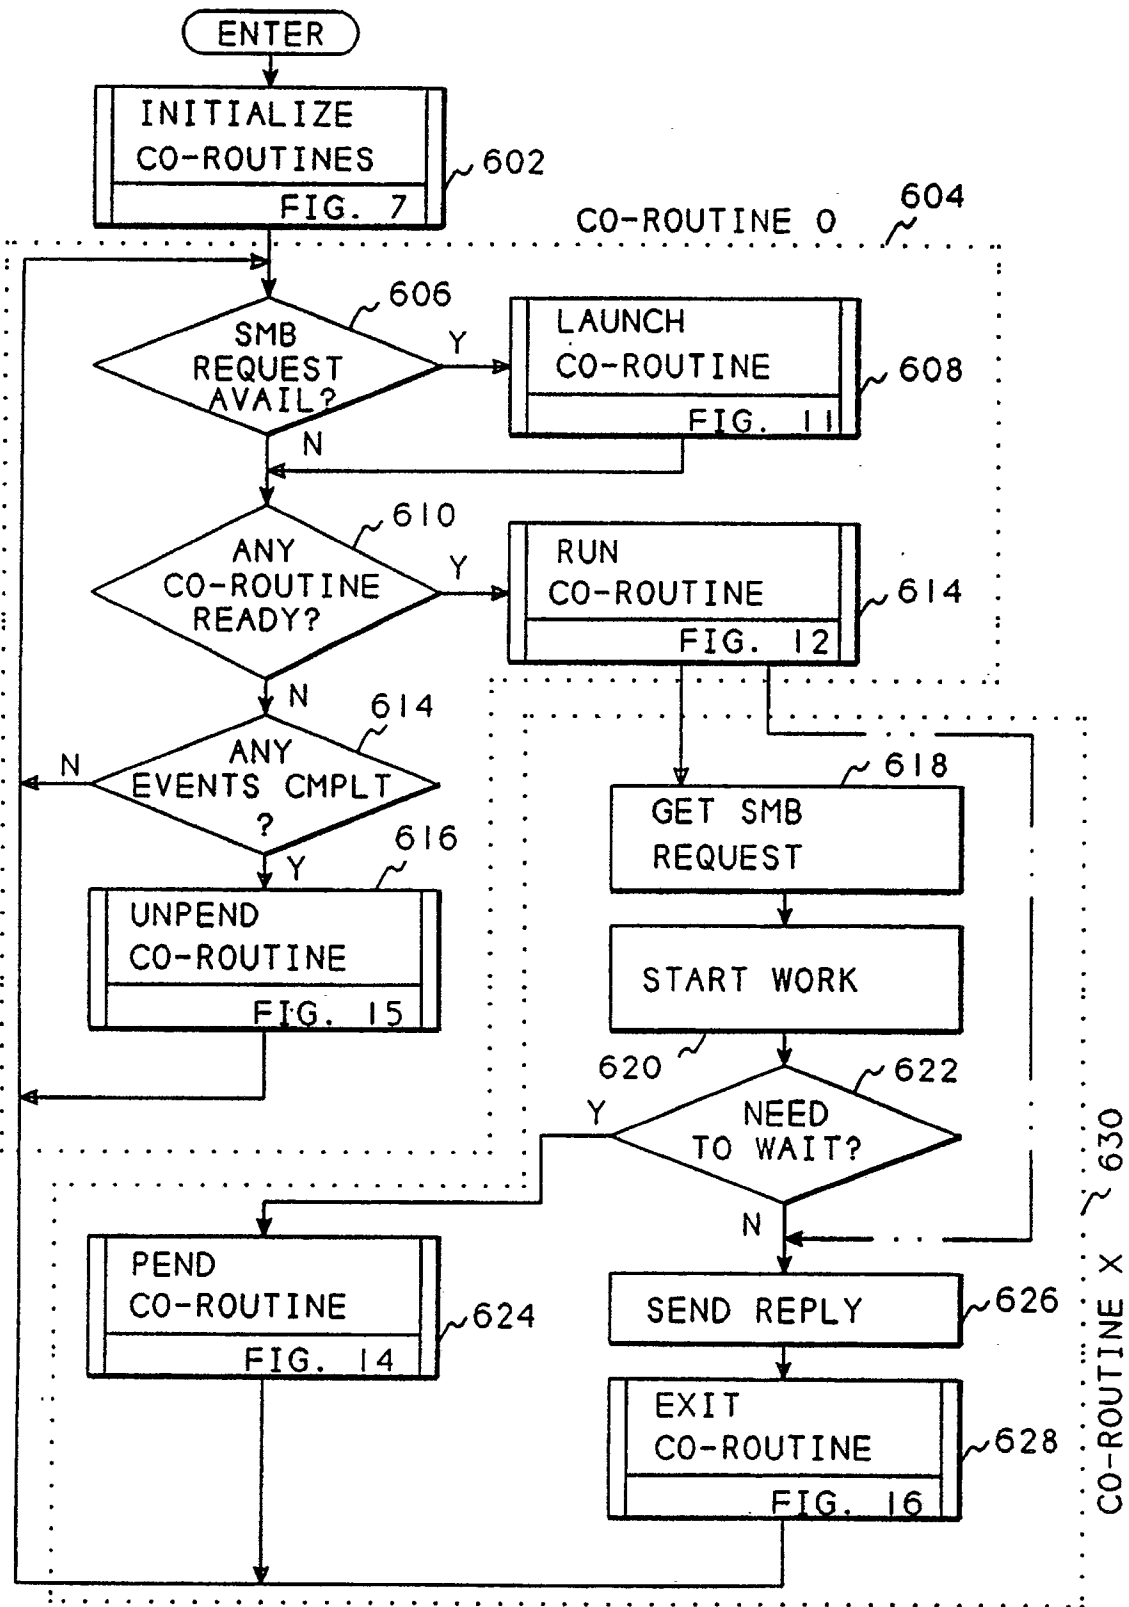 ENTER
INITIALIZE
CO-ROUTINES
FIG. 7
602
CO-ROUTINE 0
604
SMB
REQUEST
AVAIL?
606
Y
N
LAUNCH
CO-ROUTINE
FIG. 11
608
ANY
CO-ROUTINE
READY?
610
Y
N
RUN
CO-ROUTINE
FIG. 12
614
ANY
EVENTS CMPLT
?
614
N
Y
UNPEND
CO-ROUTINE
FIG. 15
616
GET SMB
REQUEST
618
START WORK
620
NEED
TO WAIT?
622
Y
N
PEND
CO-ROUTINE
FIG. 14
624
SEND REPLY
626
EXIT
CO-ROUTINE
FIG. 16
628
CO-ROUTINE X
630